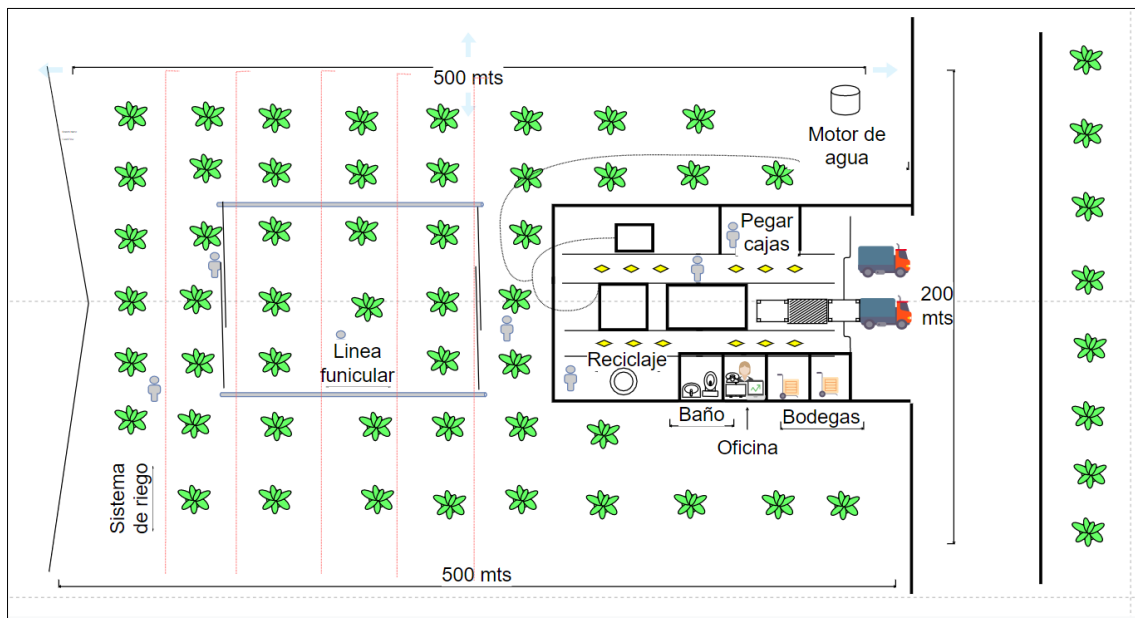 500 mts
Motor de
agua
Pegar
cajas
200
mts
Linea
funicular
Reciclaje
Baño
Bodegas
Oficina
Sistema
de riego
500 mts